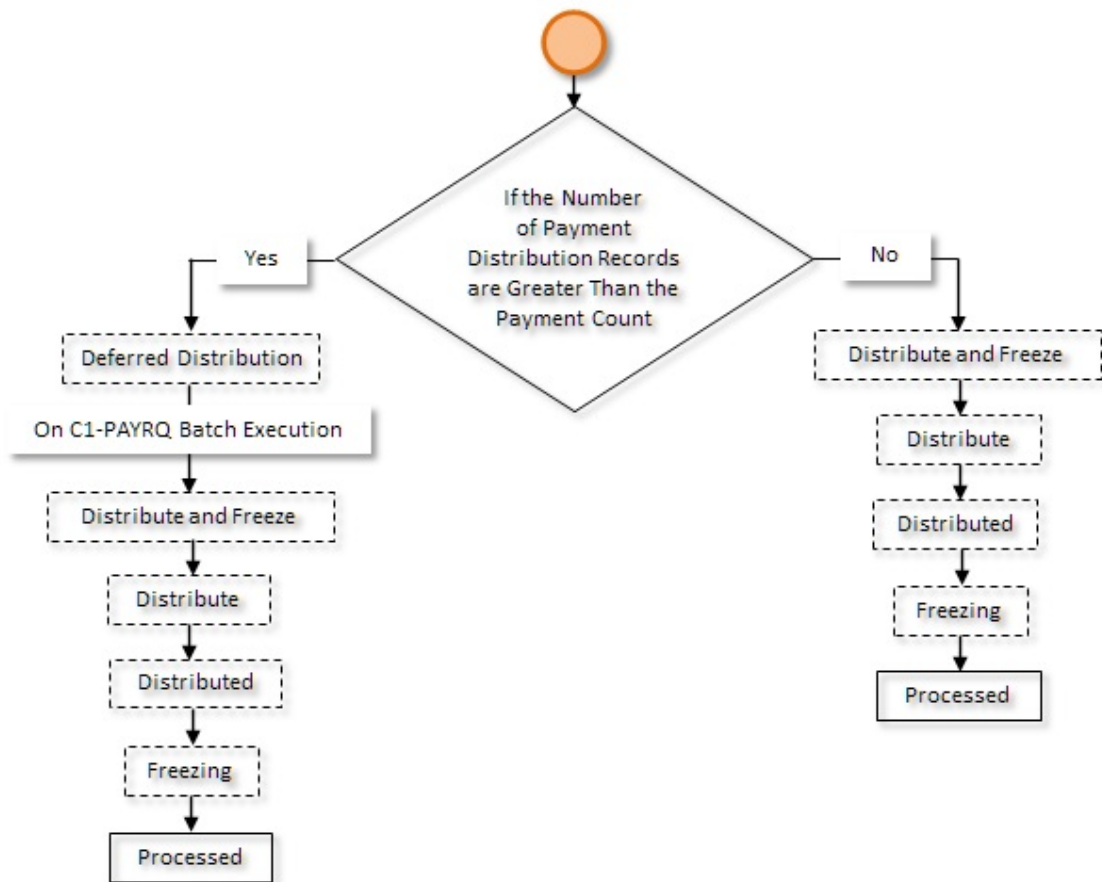 If the Number
of Payment
Distribution Records
are Greater Than the
Payment Count
Yes
No
Deferred Distribution
On C1-PAYRQ Batch Execution
Distribute and Freeze
Distribute
Distributed
Freezing
Processed
Distribute and Freeze
Distribute
Distributed
Freezing
Processed